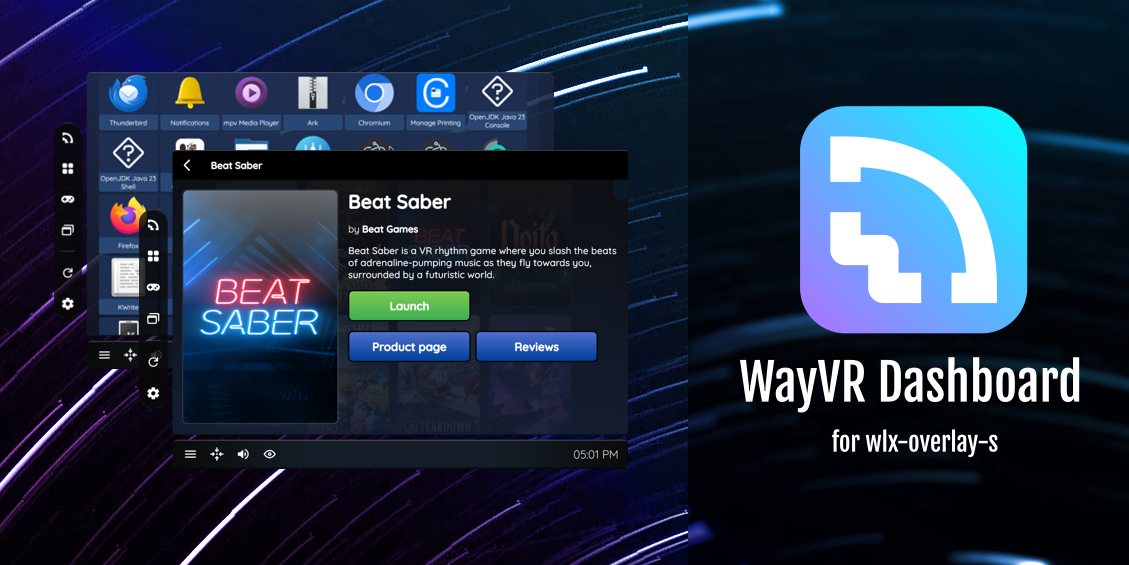 Thunderbird
Notifications
mpv Media Player
Ark
Chromium
Manage Printing
OpenJDK Java 23
Console
OpenJDK Java 23
Shell
Firefox
KWrite
Beat Saber
BEAT
SABER
Beat Saber
by Beat Games
Beat Saber is a VR rhythm game where you slash the beats
of adrenaline-pumping music as they fly towards you,
surrounded by a futuristic world.
Launch
Product page
Reviews
BEAT
Noita
TEARDOWN
05:01 PM
WayVR Dashboard
for wlx-overlay-s